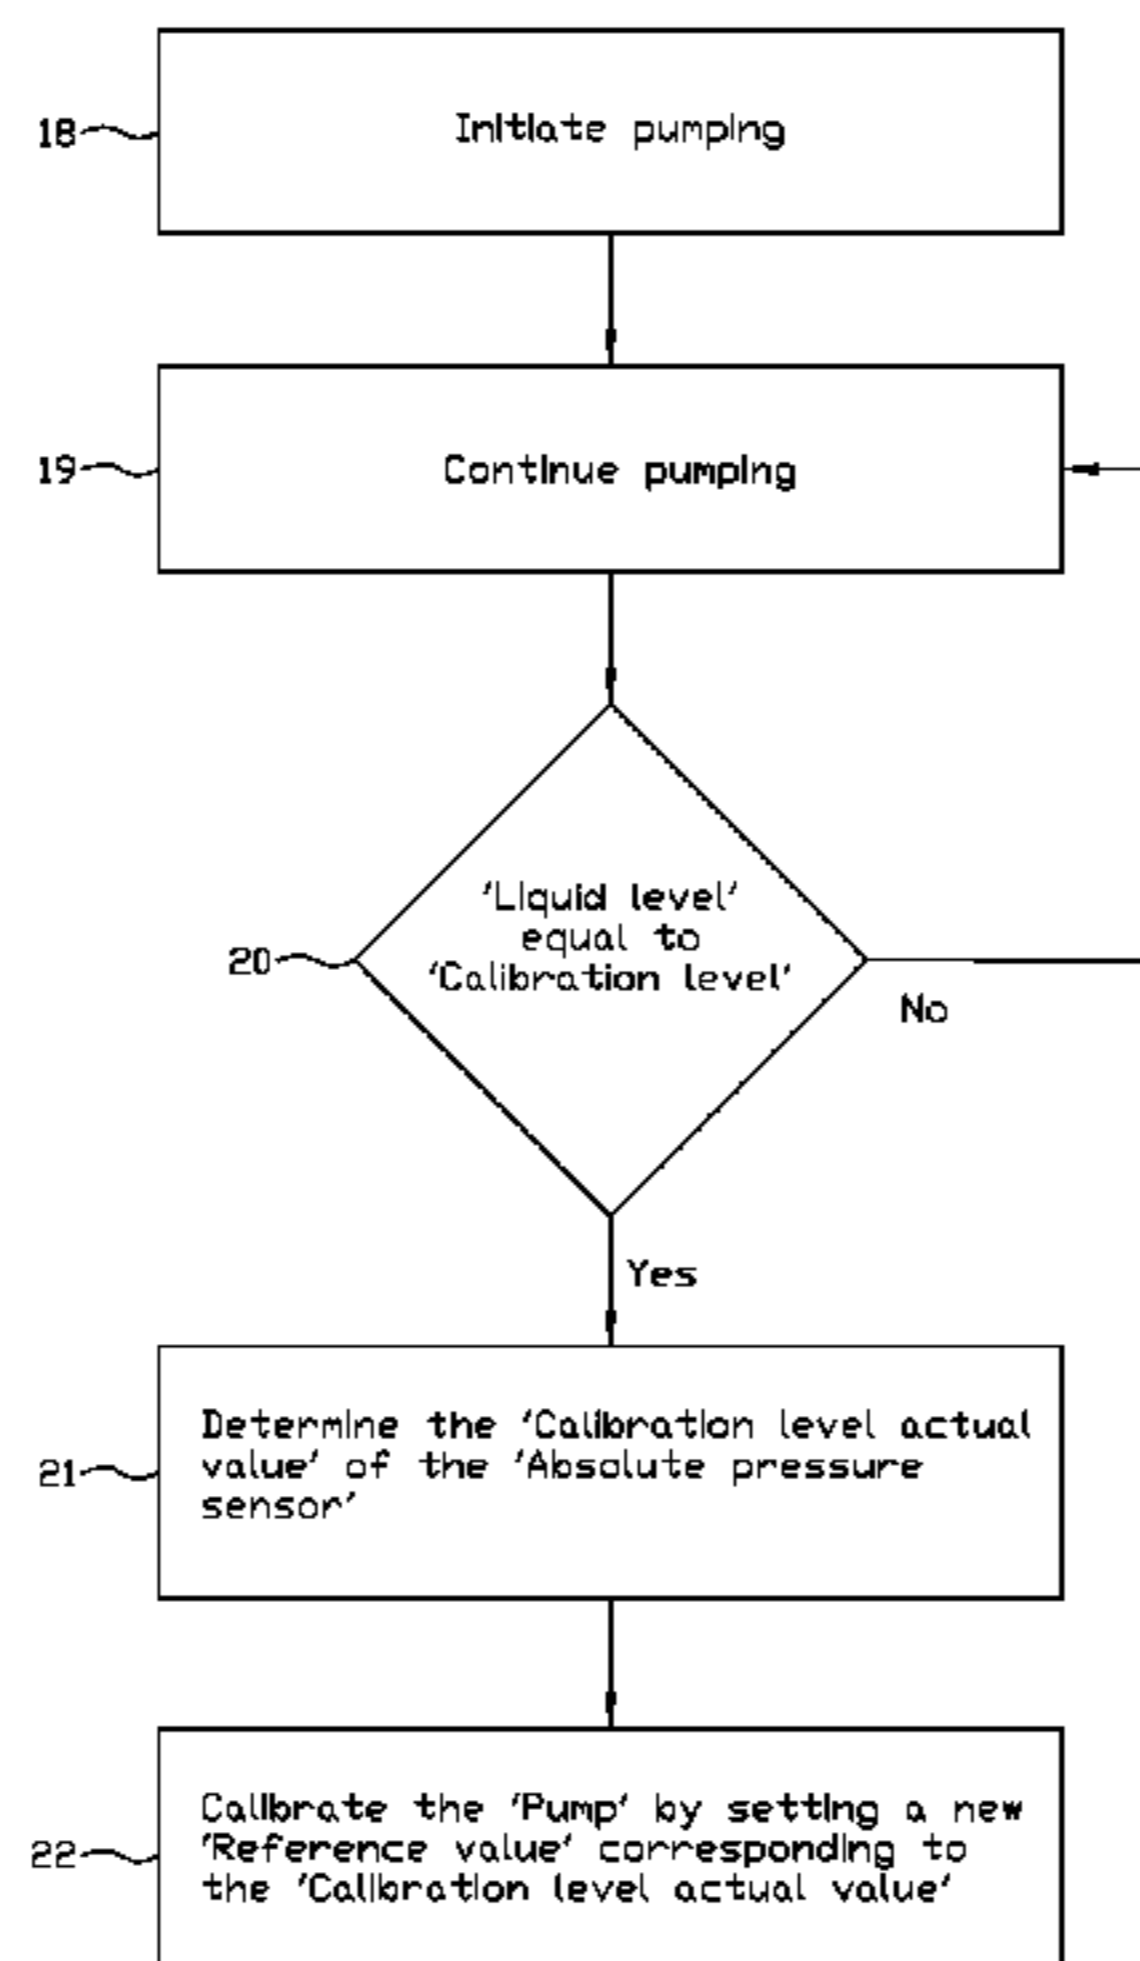 18
Initiate pumping
19
Continue pumping
20
'Liquid level'
equal to
'Calibration level'
No
Yes
21
Determine the 'Calibration level actual
value' of the 'Absolute pressure
sensor'
22
Calibrate the 'Pump' by setting a new
'Reference value' corresponding to
the 'Calibration level actual value'